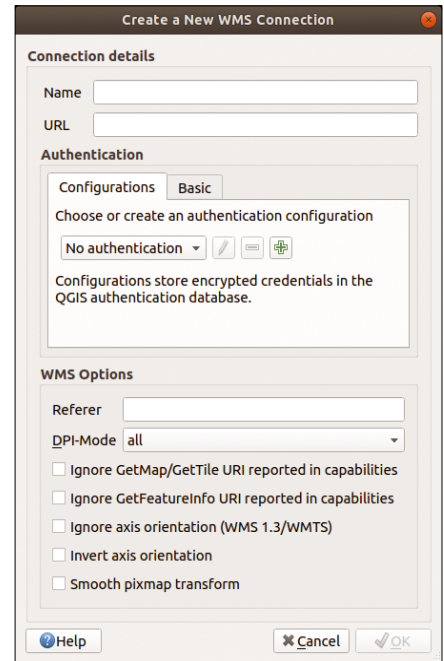 Create a New WMS Connection
Connection details
Name
URL
Authentication
Configurations Basic
Choose or create an authentication configuration
No authentication
Configurations store encrypted credentials in the
QGIS authentication database.
WMS Options
Referer
DPI-Mode all
Ignore GetMap/GetTile URI reported in capabilities
Ignore GetFeatureInfo URI reported in capabilities
Ignore axis orientation (WMS 1.3/WMTS)
Invert axis orientation
Smooth pixmap transform
Help Cancel OK